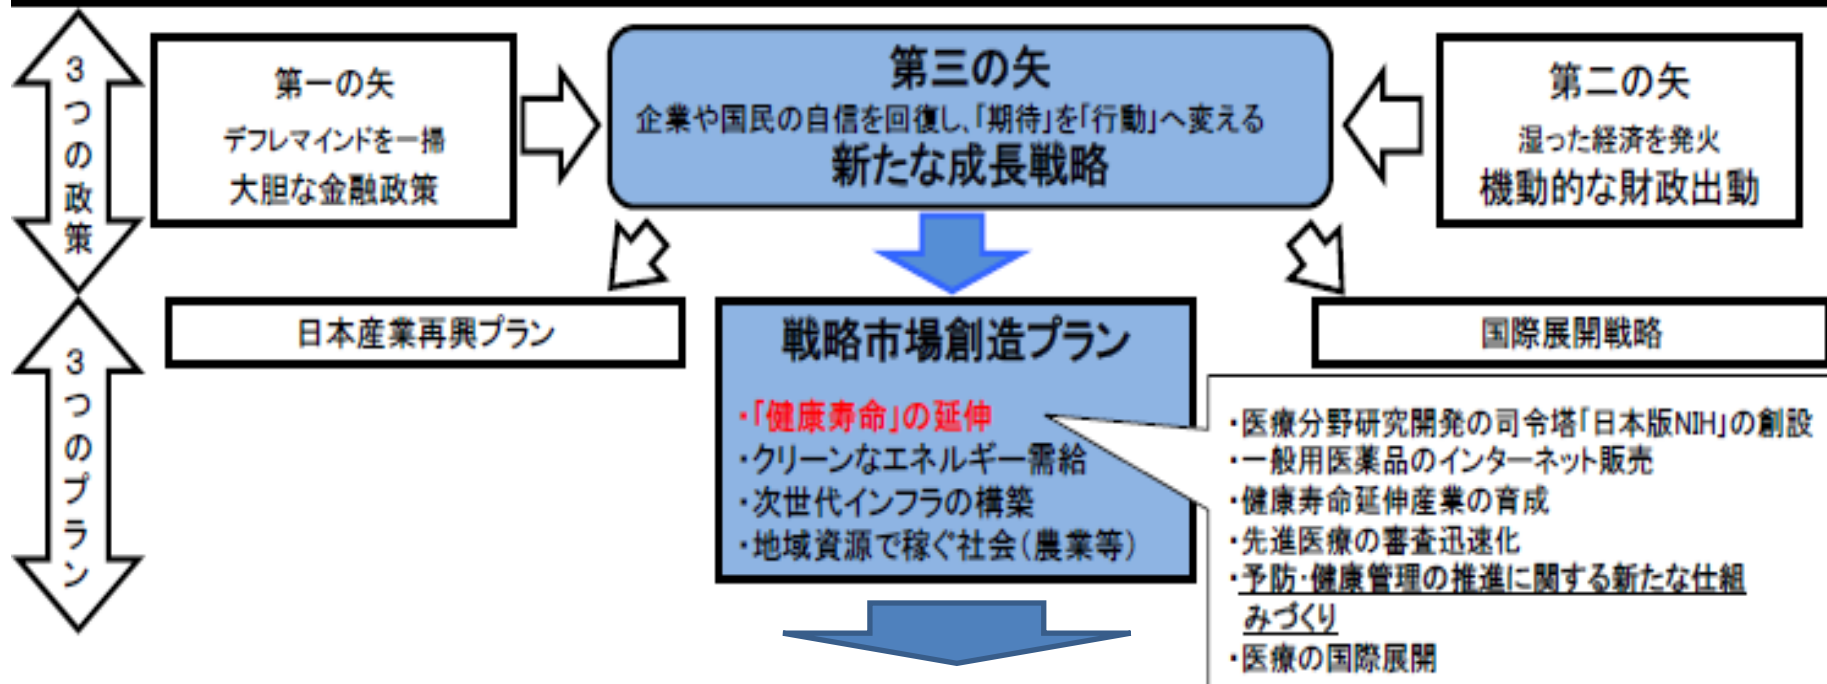 3つの政策
第一の矢
デフレマインドを一掃
大胆な金融政策
第三の矢
企業や国民の自信を回復し、「期待」を「行動」へ変える
新たな成長戦略
第二の矢
湿った経済を発火
機動的な財政出動
3つのプラン
日本産業再興プラン
戦略市場創造プラン
・「健康寿命」の延伸
・クリーンなエネルギー需給
・次世代インフラの構築
・地域資源で稼ぐ社会(農業等)
国際展開戦略
・医療分野研究開発の司令塔「日本版NIH」の創設
・一般用医薬品のインターネット販売
・健康寿命延伸産業の育成
・先進医療の審査迅速化
・予防・健康管理の推進に関する新たな仕組
みづくり
・医療の国際展開